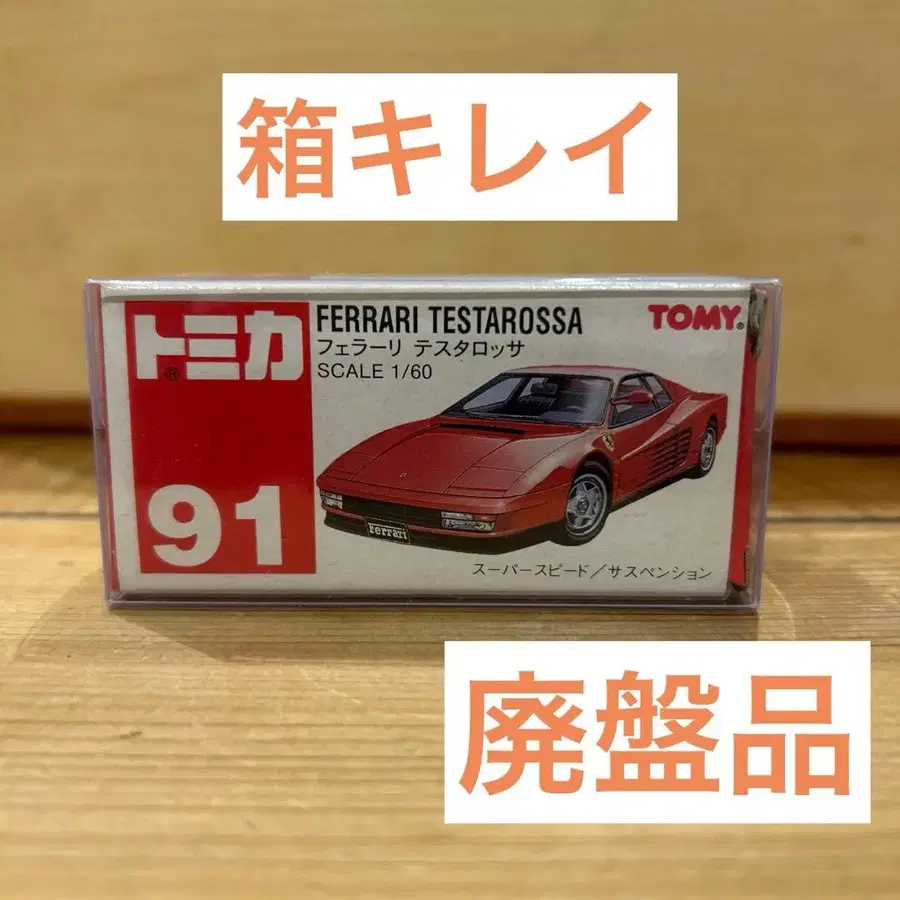 箱キレイ
トミカ®
91
FERRARI TESTAROSSA
フェラーリ テスタロッサ
SCALE 1/60
TOMY®
Ferrari
スーパースピード/サスペンション
廃盤品